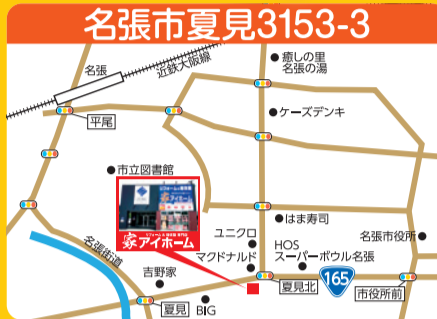 名張市夏見3153-3
癒しの里
名張の湯
名張
近鉄大阪線
ケーズデンキ
平尾
市立図書館
家アイホーム
はま寿司
ユニクロ
名張市役所
マクドナルド
HOS
スーパーボウル名張
名張街道
吉野家
夏見北
165
市役所前
夏見
BIG